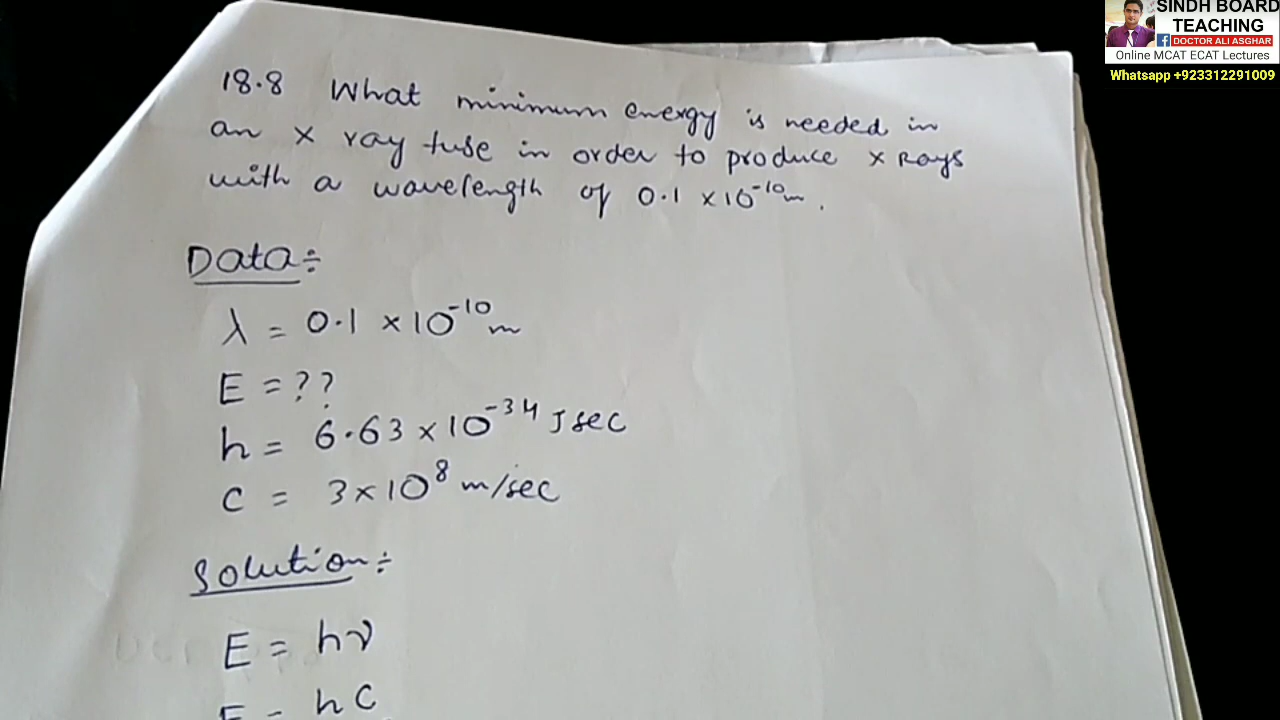 SINDH BOARD
TEACHING
f DOCTOR ALI ASGHAR
Online MCAT ECAT Lectures
Whatsapp +923312291009
18.8 What minimum energy is needed in
an x ray tube in order to produce x Rays
with a wavelength of 0.1 × 10⁻¹⁰m.
Data÷
λ = 0.1 × 10⁻¹⁰ m
E = ??
h = 6.63 × 10⁻³⁴ J sec
C = 3 × 10⁸ m/sec
Solution÷
E = hν
E = hC